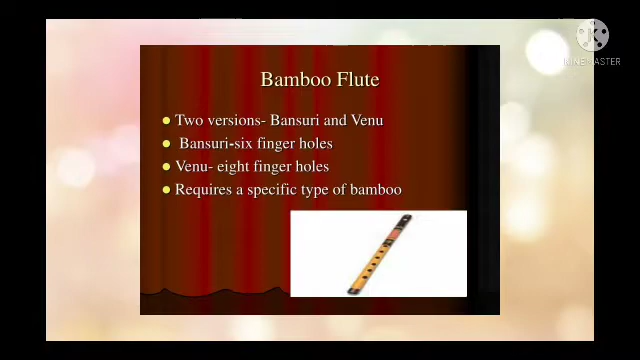 Bamboo Flute
Two versions- Bansuri and Venu
Bansuri-six finger holes
Venu- eight finger holes
Requires a specific type of bamboo
KINEMASTER